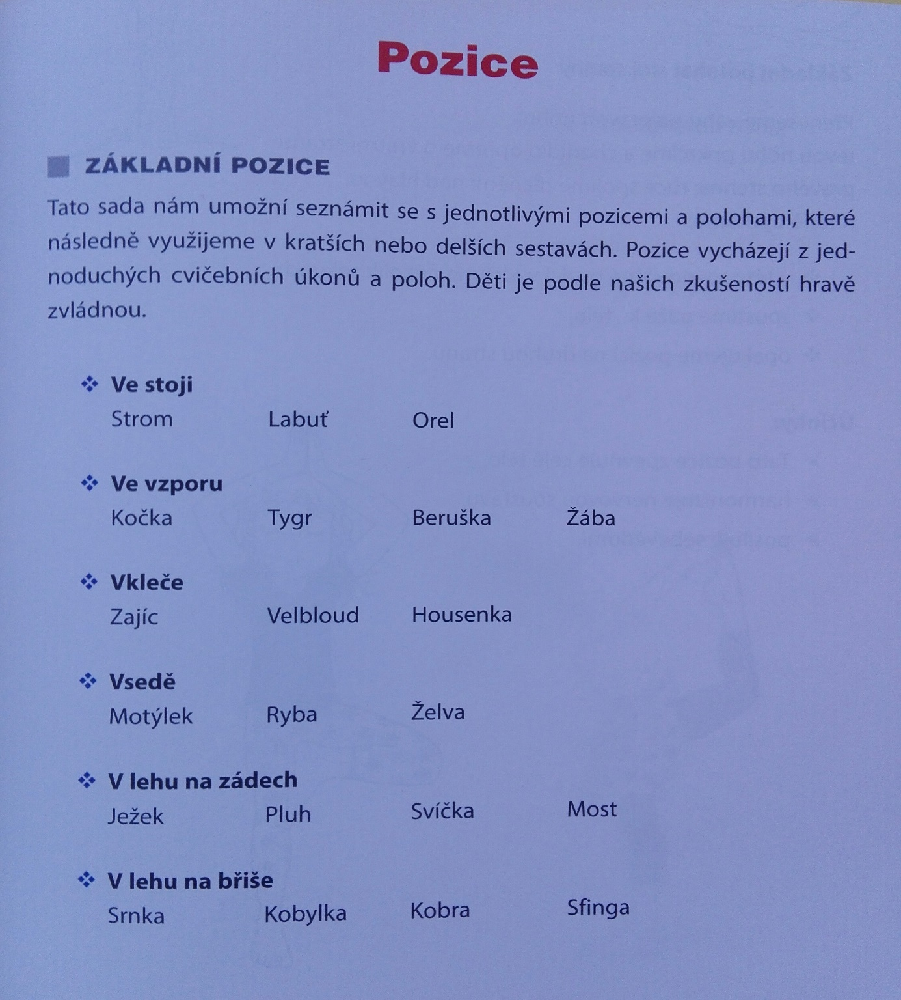 Pozice
ZÁKLADNÍ POZICE
Tato sada nám umožní seznámit se s jednotlivými pozicemi a polohami, které
následně využijeme v kratších nebo delších sestavách. Pozice vycházejí z jed-
noduchých cvičebních úkonů a poloh. Děti je podle našich zkušeností hravě
zvládnou.
❖ Ve stoji
Strom Labuť Orel
❖ Ve vzporu
Kočka Tygr Beruška Žába
❖ Vkleče
Zajíc Velbloud Housenka
❖ Vsedě
Motýlek Ryba Želva
❖ V lehu na zádech
Ježek Pluh Svíčka Most
❖ V lehu na břiše
Srnka Kobylka Kobra Sfinga